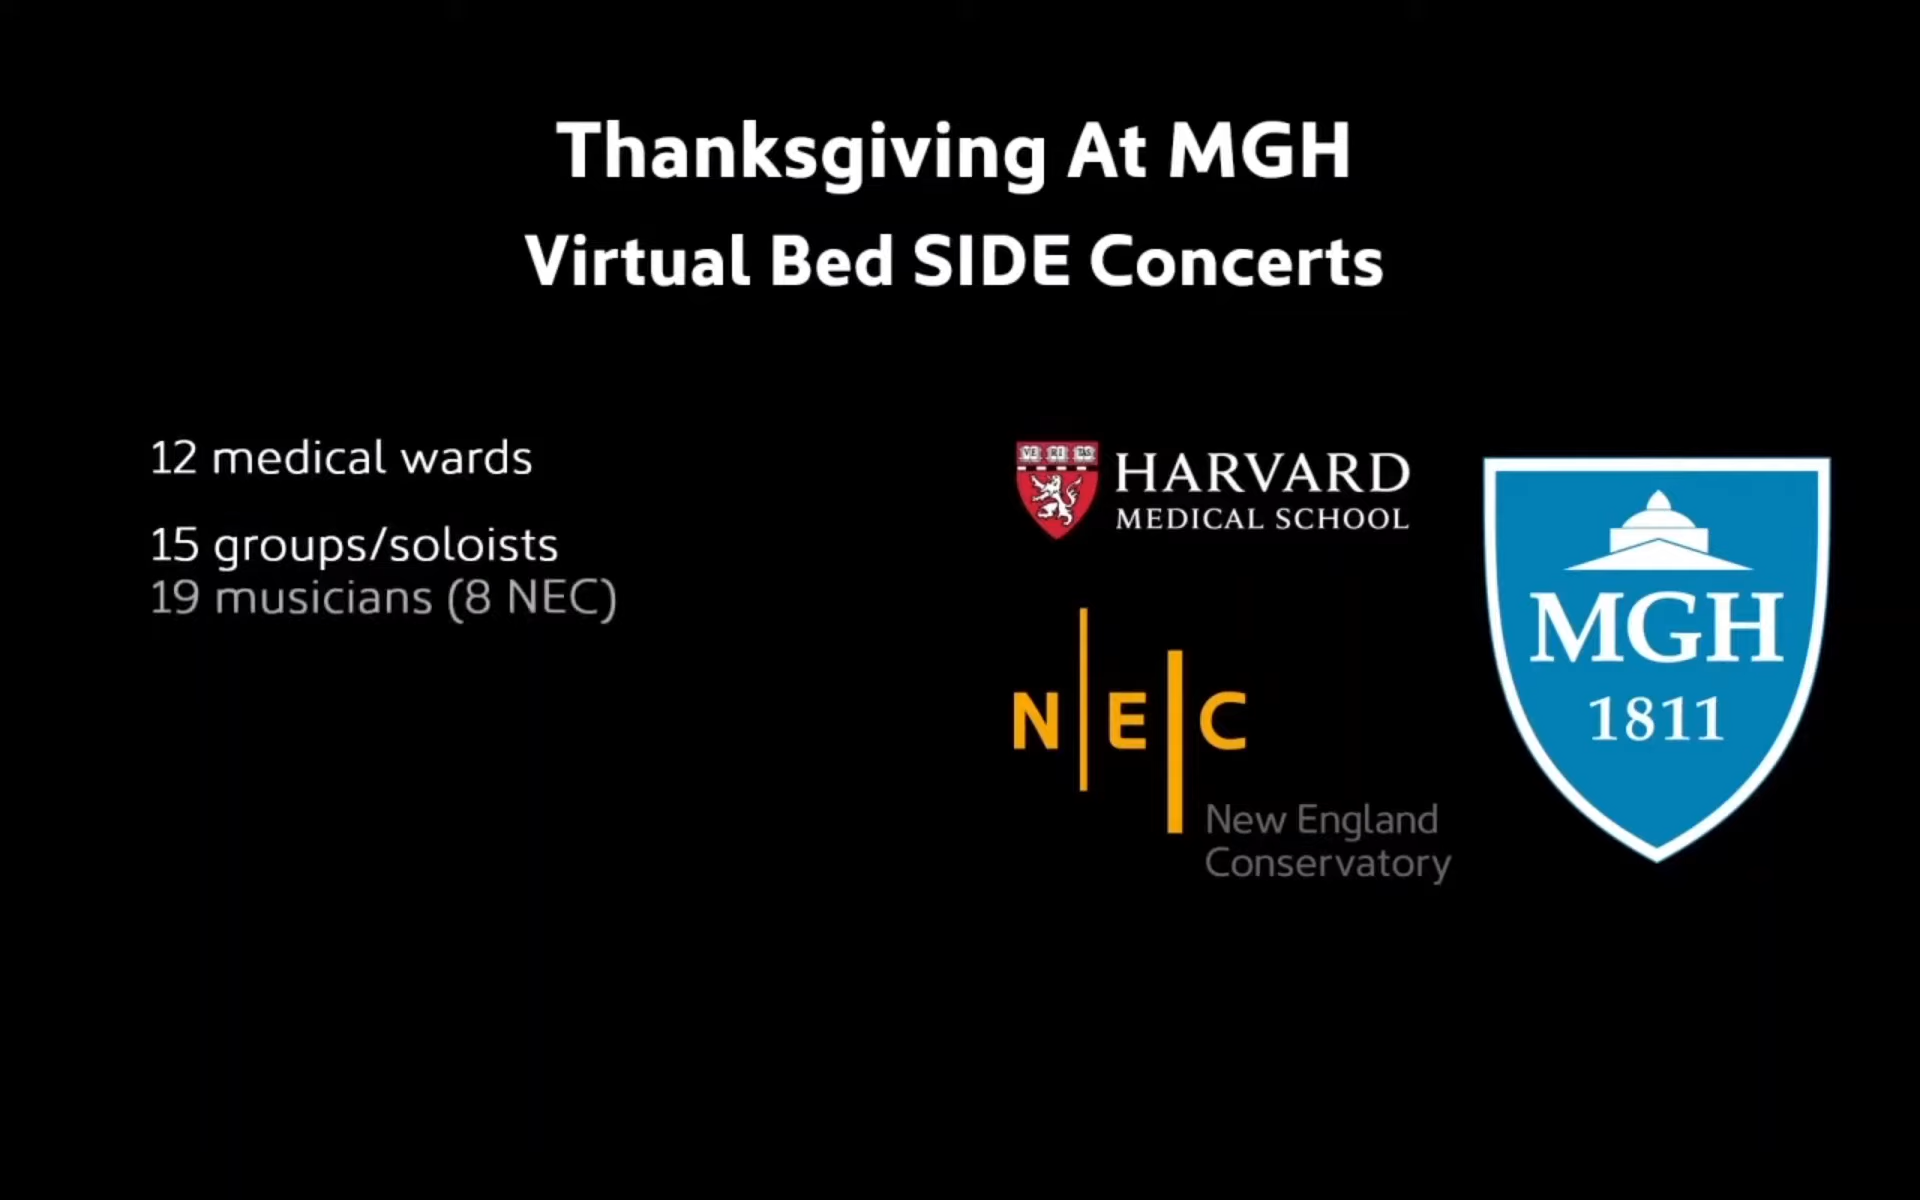 Thanksgiving At MGH
Virtual Bed SIDE Concerts
12 medical wards
15 groups/soloists
19 musicians (8 NEC)
VE RI TAS
HARVARD
MEDICAL SCHOOL
N E C
New England
Conservatory
MGH
1811